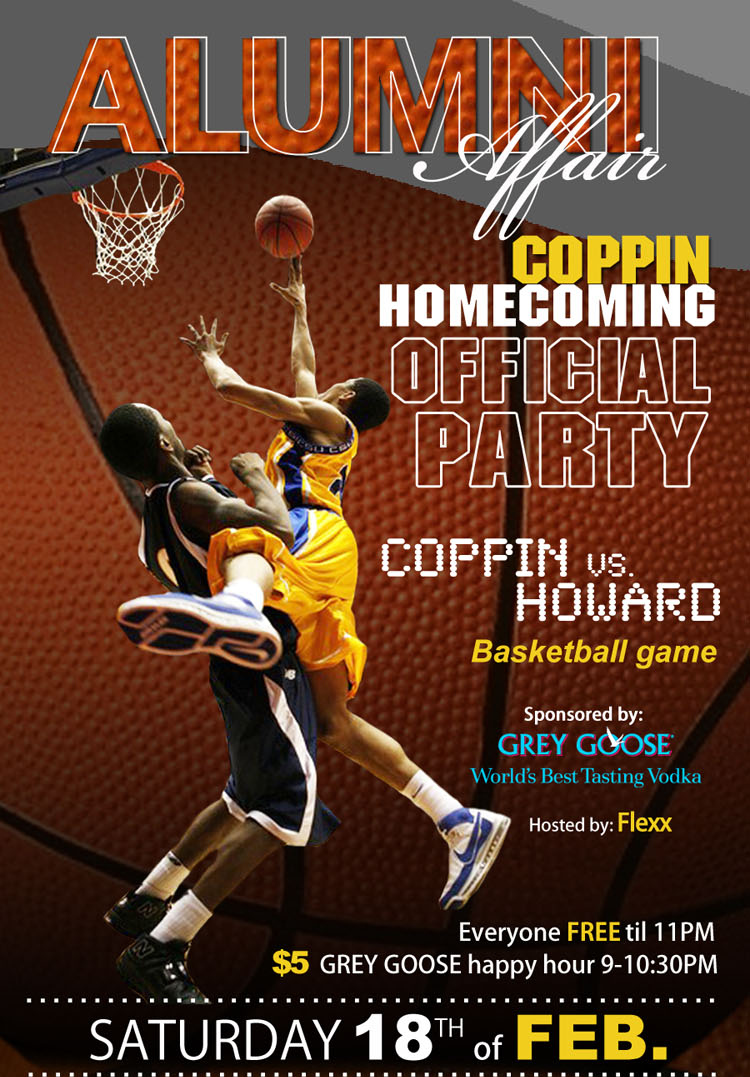 ALUMNI
Affair
COPPIN
HOMECOMING
OFFICIAL
PARTY
COPPIN vs.
HOWARD
Basketball game
Sponsored by:
GREY GOOSE
World's Best Tasting Vodka
Hosted by: Flexx
Everyone FREE til 11PM
$5 GREY GOOSE happy hour 9-10:30PM
SATURDAY 18TH of FEB.